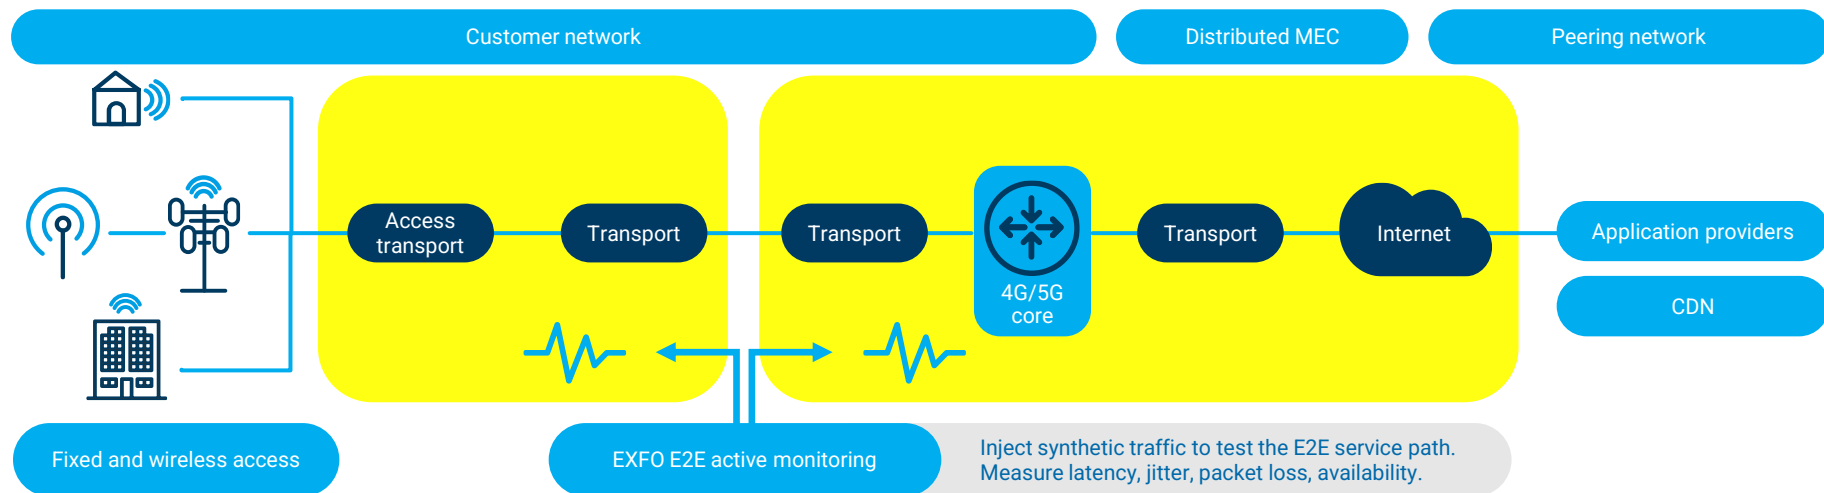 Customer network
Distributed MEC
Peering network
Access
transport
Transport
Transport
4G/5G
core
Transport
Internet
Application providers
CDN
Fixed and wireless access
EXFO E2E active monitoring
Inject synthetic traffic to test the E2E service path.
Measure latency, jitter, packet loss, availability.